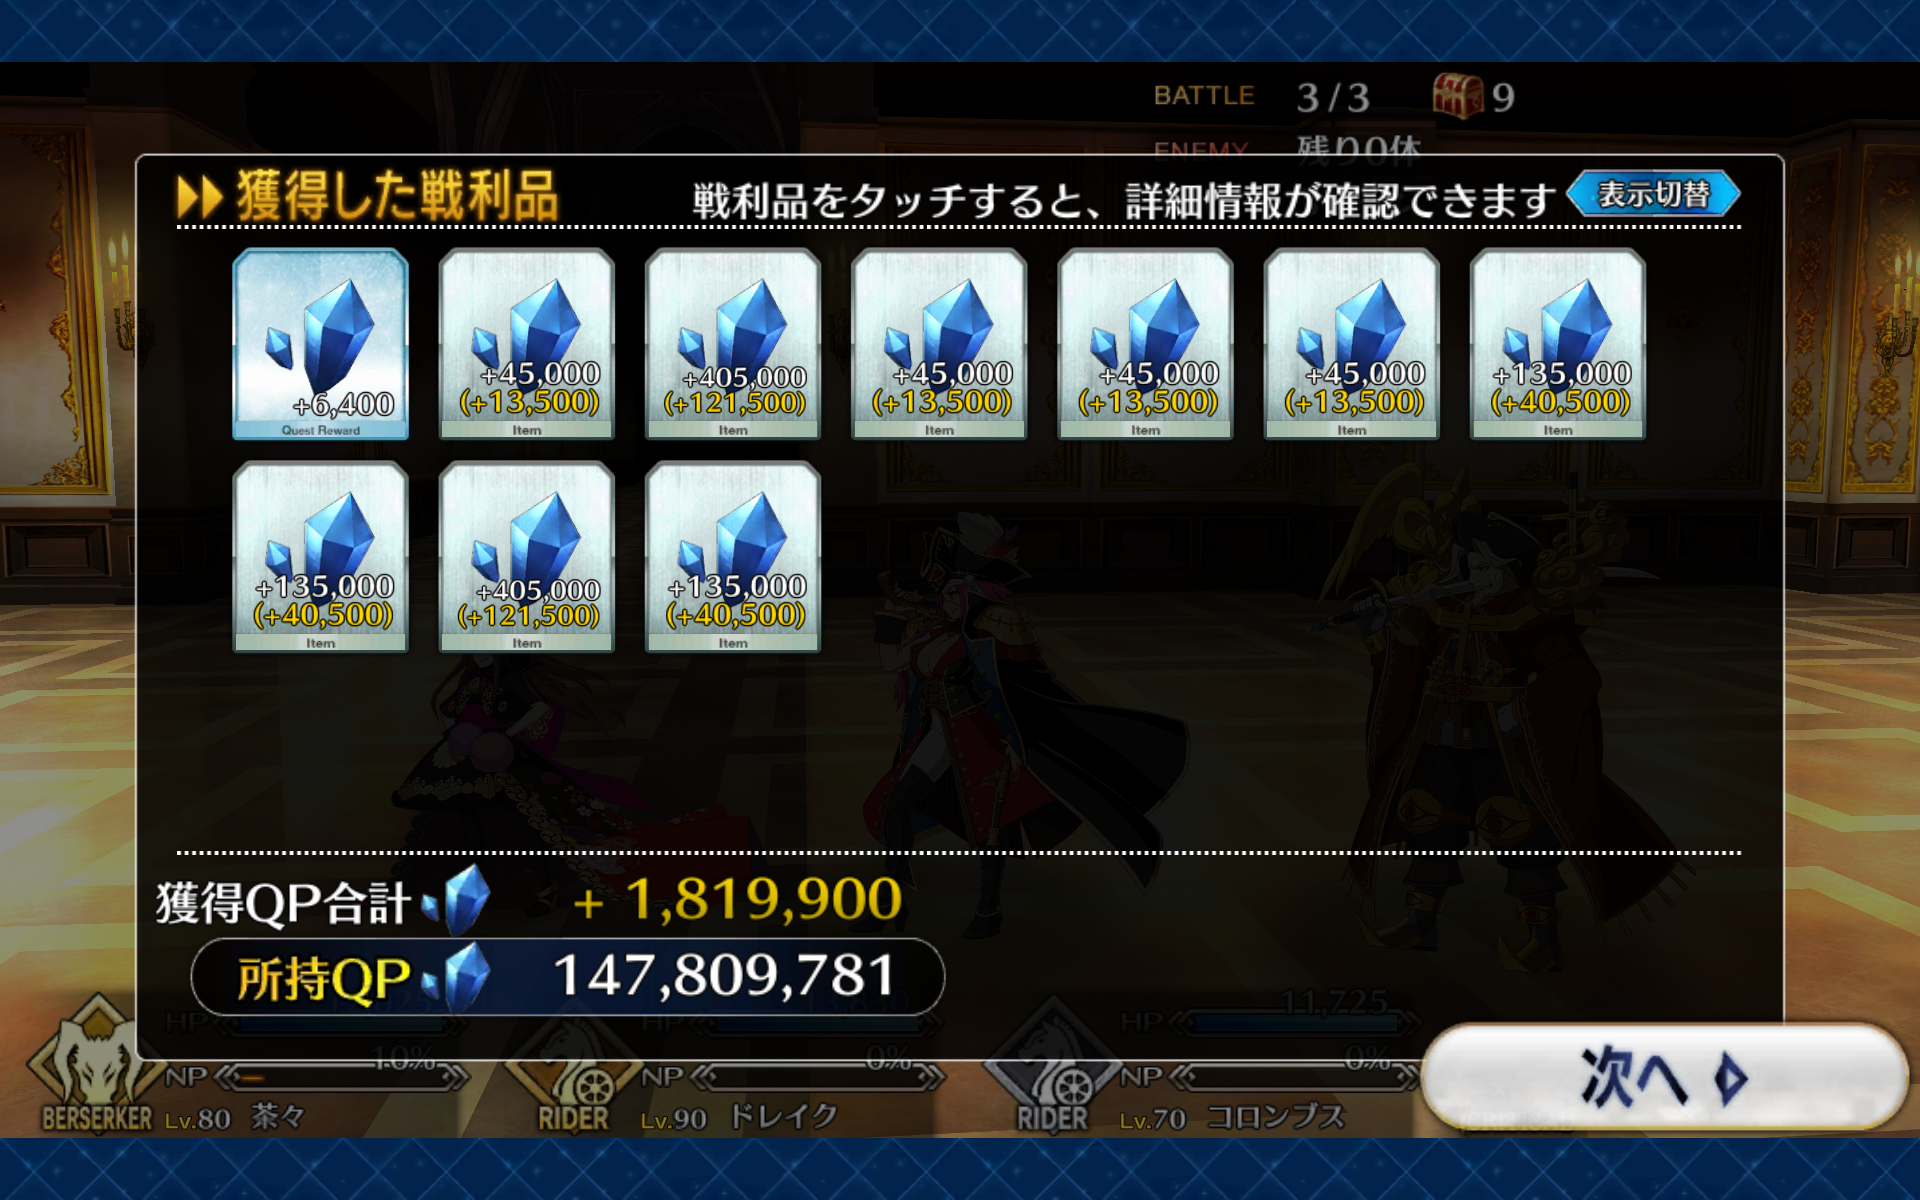 BATTLE 3/3 9
ENEMY 残り0体
獲得した戦利品 戦利品をタッチすると、詳細情報が確認できます 表示切替
+6,400 +45,000 +405,000 +45,000 +45,000 +45,000 +135,000
(+13,500) (+121,500) (+13,500) (+13,500) (+13,500) (+40,500)
Quest Reward Item Item Item Item Item Item
+135,000 +405,000 +135,000
(+40,500) (+121,500) (+40,500)
Item Item Item
獲得QP合計 + 1,819,900
所持QP 147,809,781
HP HP HP 11,725
NP 10% NP 0% NP 0%
次へ
BERSERKER Lv.80 茶々 RIDER Lv.90 ドレイク RIDER Lv.70 コロンブス